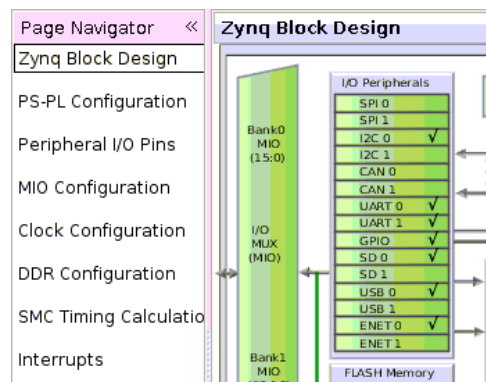 Page Navigator «
Zynq Block Design
PS-PL Configuration
Peripheral I/O Pins
MIO Configuration
Clock Configuration
DDR Configuration
SMC Timing Calculatio
Interrupts
Zynq Block Design
Bank0
MIO
(15:0)
I/O
MUX
(MIO)
Bank1
MIO
I/O Peripherals
SPI 0
SPI 1
I2C 0 √
I2C 1
CAN 0
CAN 1
UART 0 √
UART 1 √
GPIO √
SD 0 √
SD 1
USB 0 √
USB 1
ENET 0 √
ENET 1
FLASH Memory